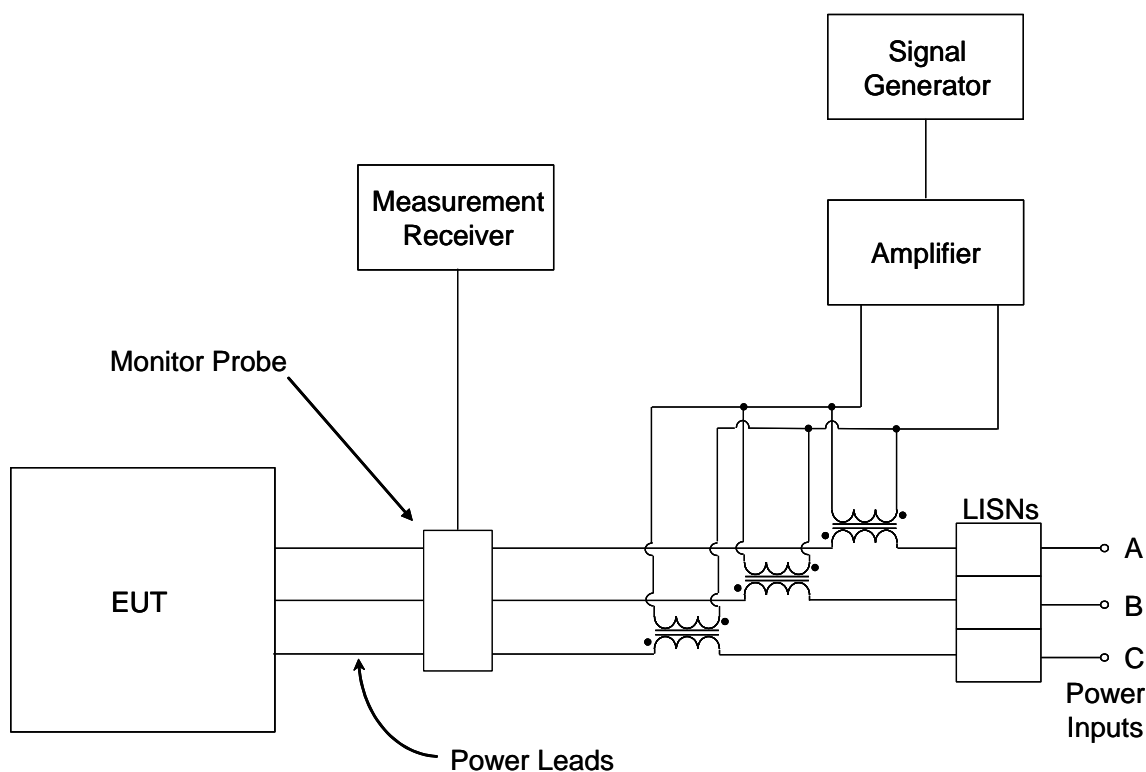 Signal
Generator
Measurement
Receiver
Amplifier
Monitor Probe
LISNs
A
EUT
B
C
Power
Inputs
Power Leads